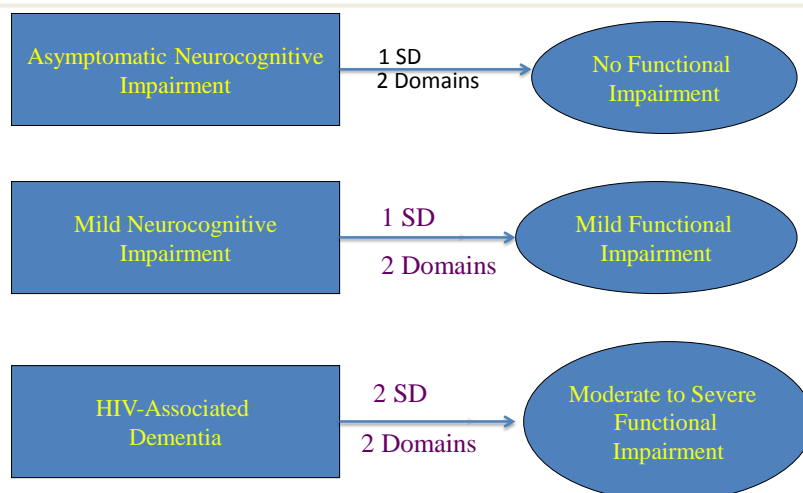 Asymptomatic Neurocognitive
Impairment
1 SD
2 Domains
No Functional
Impairment
Mild Neurocognitive
Impairment
1 SD
2 Domains
Mild Functional
Impairment
HIV-Associated
Dementia
2 SD
2 Domains
Moderate to Severe
Functional
Impairment